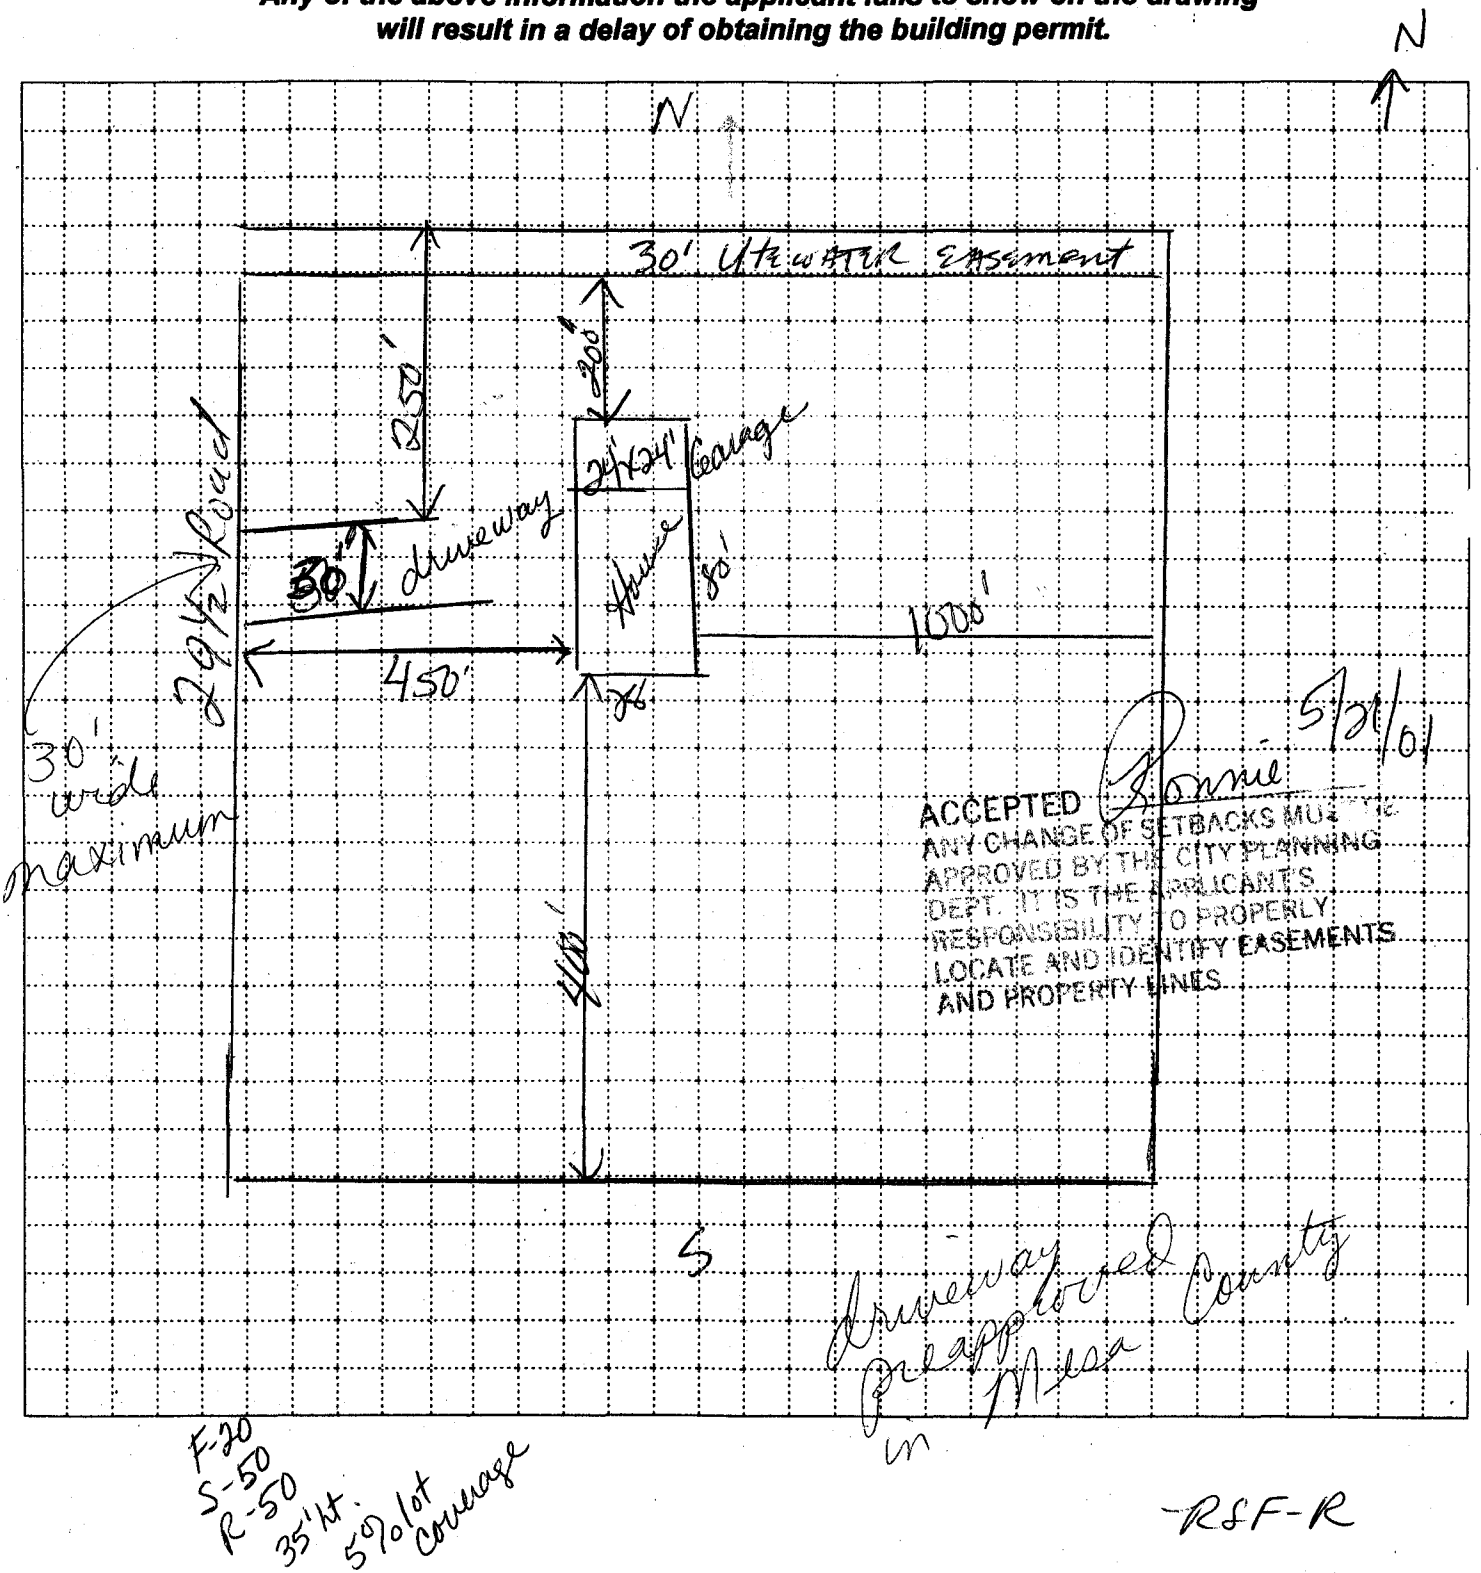 Any of the above information the applicant fails to show on the drawing
will result in a delay of obtaining the building permit.
N
N
30' UTEWATER EASEMENT
200'
250'
24'x24' Garage
29 1/2 Road
driveway
30'
House
80'
1000'
450'
28
30'
wide
maximum
5/21/01
ACCEPTED Ronnie
ANY CHANGE OF SETBACKS MUST BE
APPROVED BY THE CITY PLANNING
DEPT. IT IS THE APPLICANT'S
RESPONSIBILITY TO PROPERLY
LOCATE AND IDENTIFY EASEMENTS
AND PROPERTY LINES
400'
S
driveway
preapproved
in Mesa County
F-20
S-50
R-50
35' ht.
5% lot
coverage
RSF-R